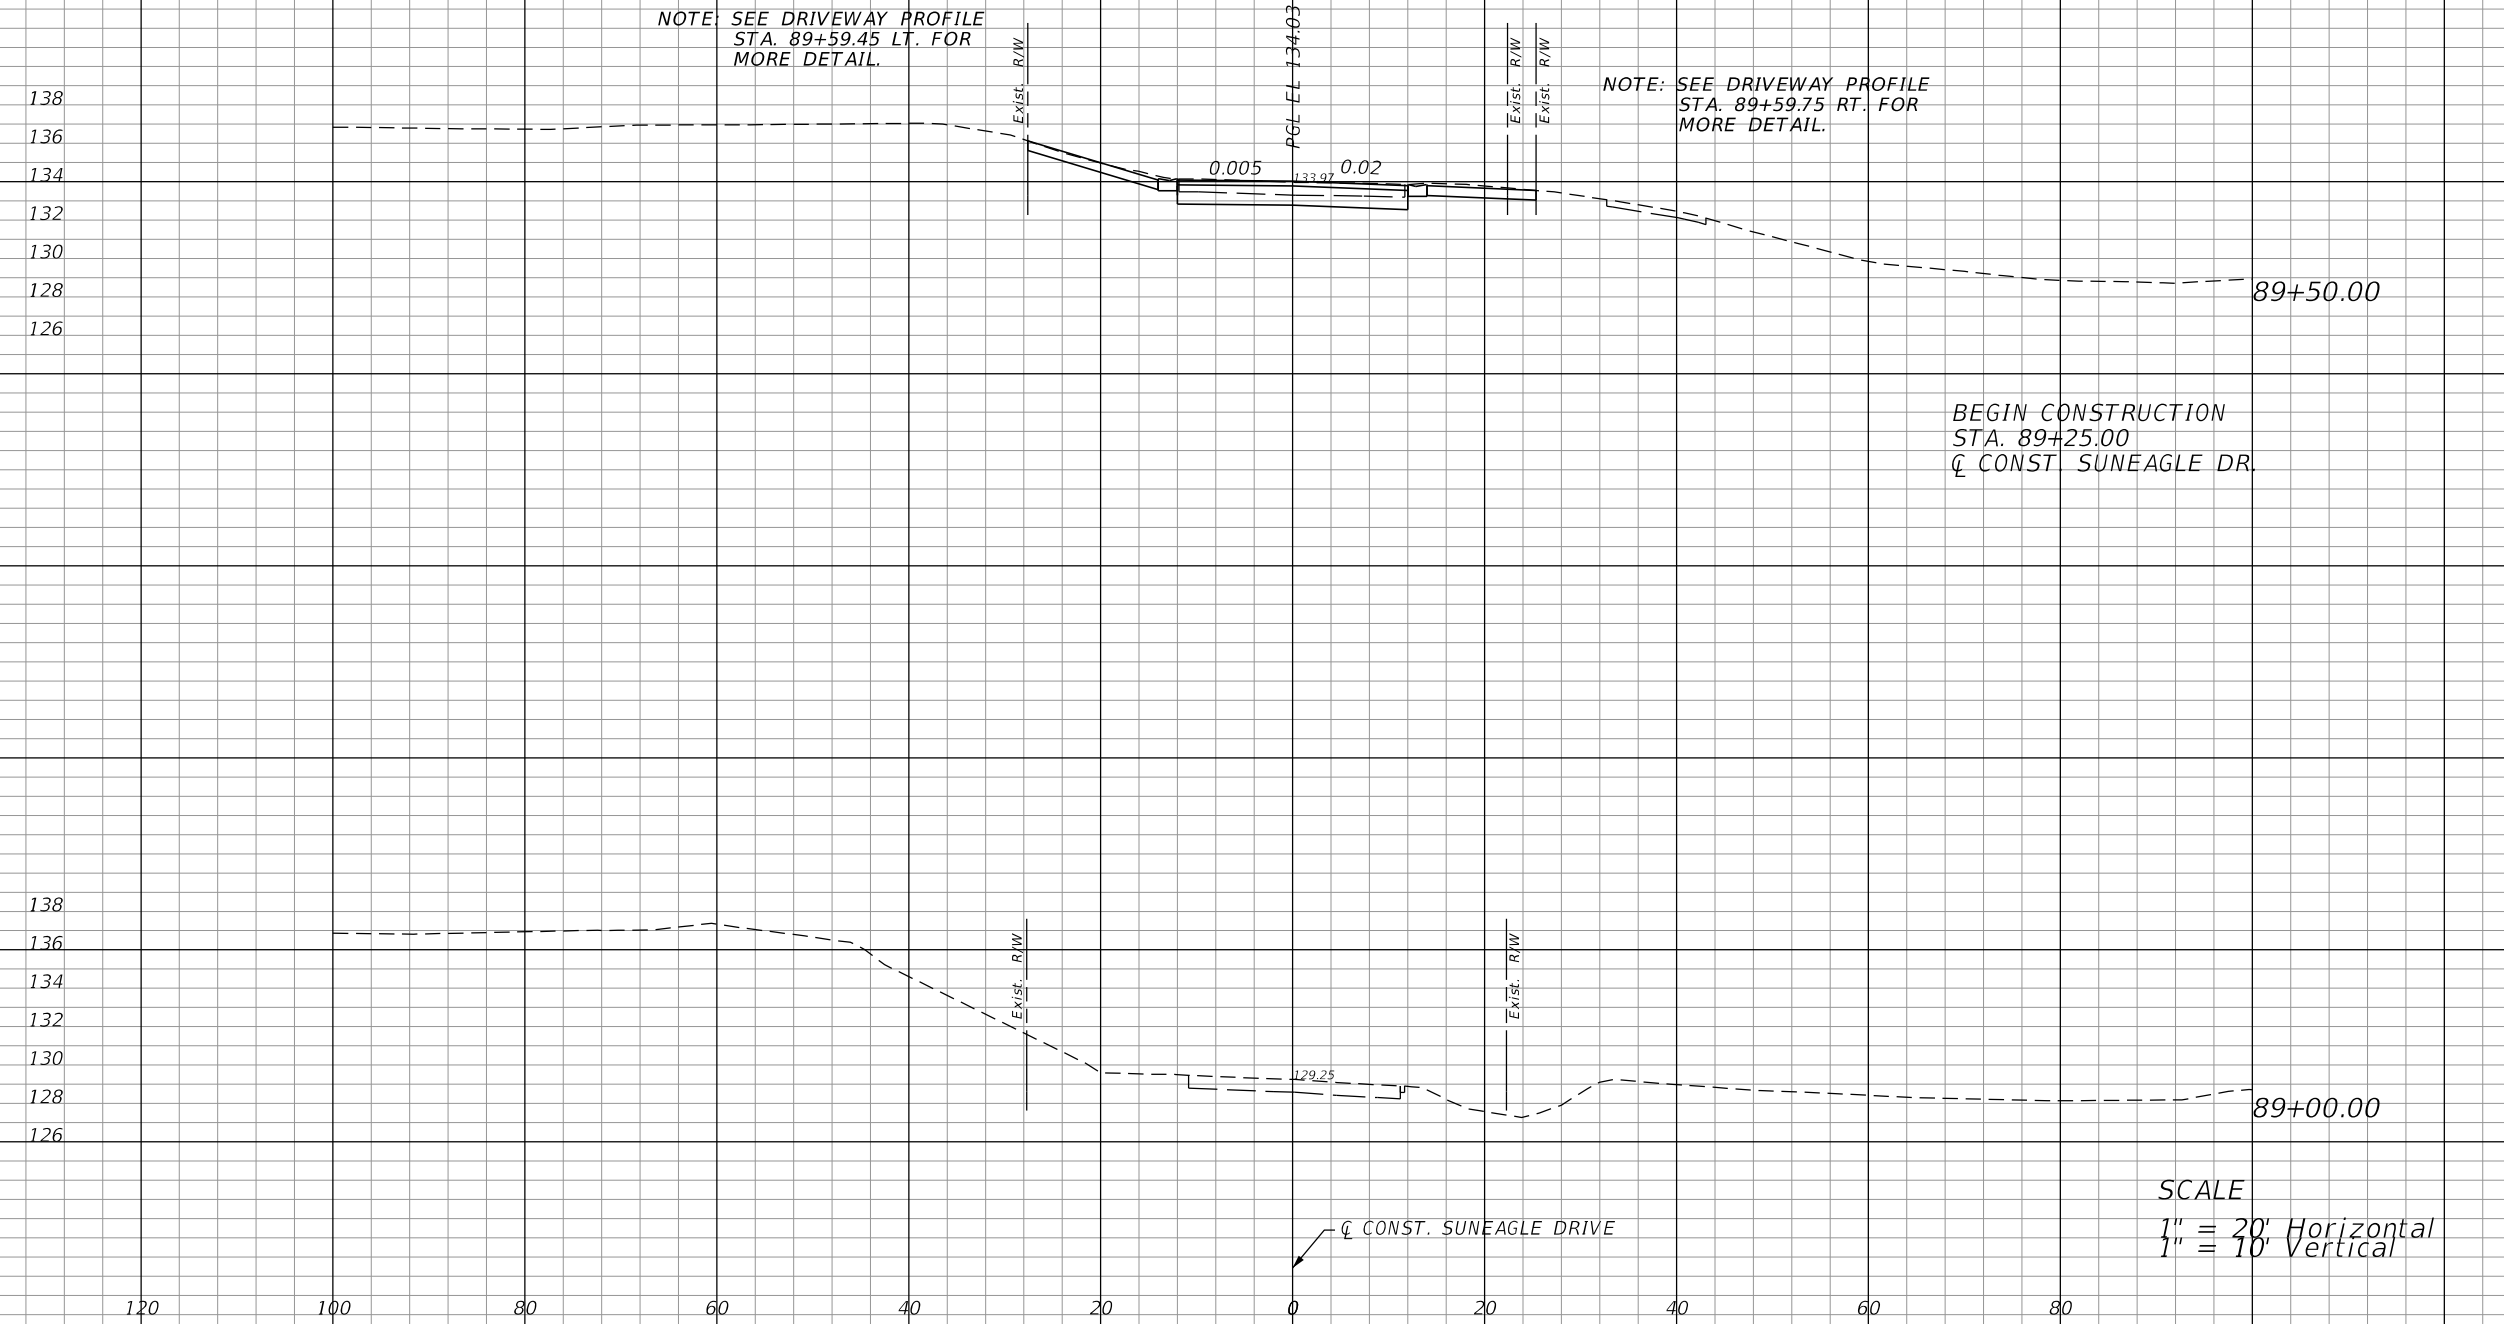 NOTE: SEE DRIVEWAY PROFILE
STA. 89+59.45 LT. FOR
MORE DETAIL.
Exist. R/W
PGL EL 134.03
Exist. R/W
Exist. R/W
NOTE: SEE DRIVEWAY PROFILE
STA. 89+59.75 RT. FOR
MORE DETAIL.
138
136
134
132
130
128
126
0.005
0.02
133.97
89+50.00
BEGIN CONSTRUCTION
STA. 89+25.00
℄ CONST. SUNEAGLE DR.
138
136
134
132
130
128
126
Exist. R/W
Exist. R/W
129.25
89+00.00
SCALE
1" = 20' Horizontal
1" = 10' Vertical
℄ CONST. SUNEAGLE DRIVE
120 100 80 60 40 20 0 20 40 60 80